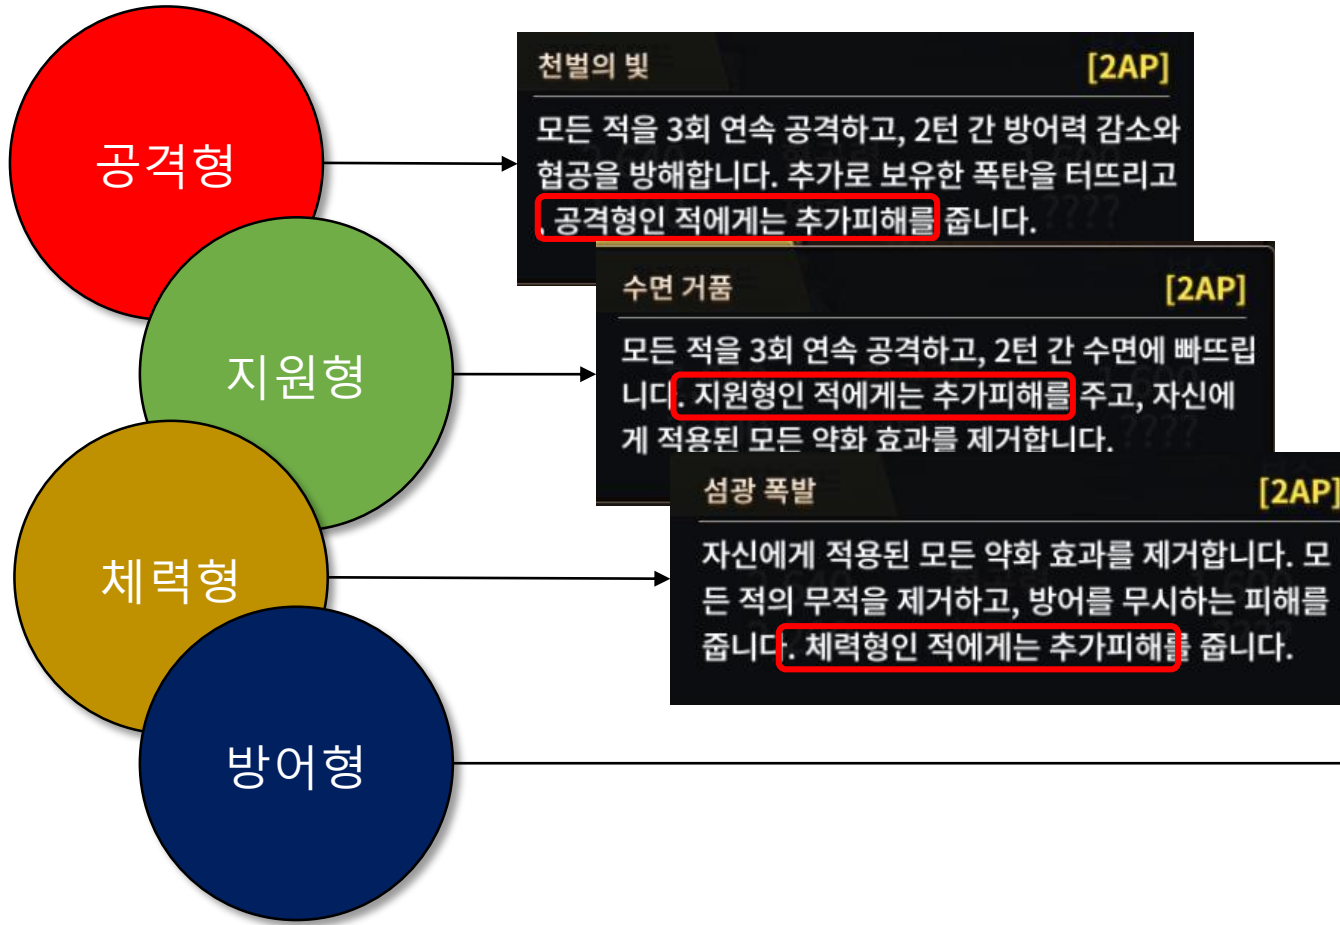 공격형
천벌의 빛
[2AP]
모든 적을 3회 연속 공격하고, 2턴 간 방어력 감소와
협공을 방해합니다. 추가로 보유한 폭탄을 터뜨리고
, 공격형인 적에게는 추가피해를 줍니다.
지원형
수면 거품
[2AP]
모든 적을 3회 연속 공격하고, 2턴 간 수면에 빠뜨립
니다. 지원형인 적에게는 추가피해를 주고, 자신에
게 적용된 모든 약화 효과를 제거합니다.
체력형
섬광 폭발
[2AP]
자신에게 적용된 모든 약화 효과를 제거합니다. 모
든 적의 무적을 제거하고, 방어를 무시하는 피해를
줍니다. 체력형인 적에게는 추가피해를 줍니다.
방어형